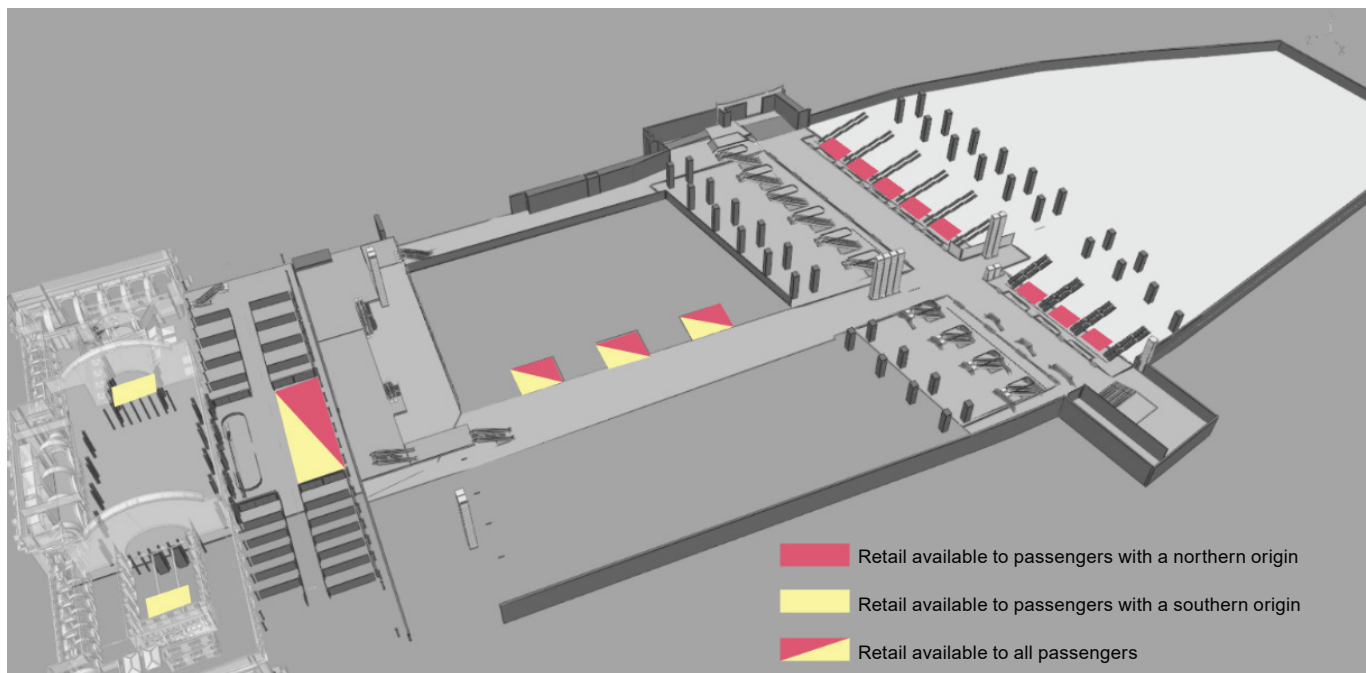 Retail available to passengers with a northern origin
Retail available to passengers with a southern origin
Retail available to all passengers